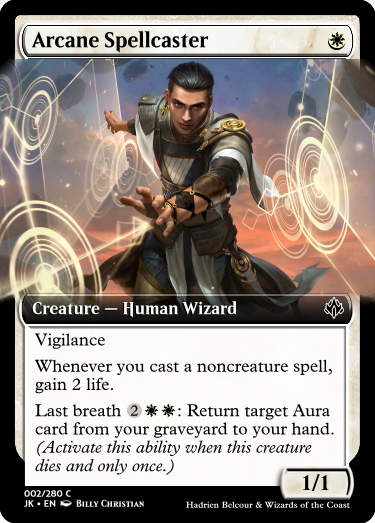 Arcane Spellcaster
Creature — Human Wizard
Vigilance
Whenever you cast a noncreature spell,
gain 2 life.
Last breath 2: Return target Aura
card from your graveyard to your hand.
(Activate this ability when this creature
dies and only once.)
1/1
002/280 C
JK • EN Billy Christian
Hadrien Belcour & Wizards of the Coast